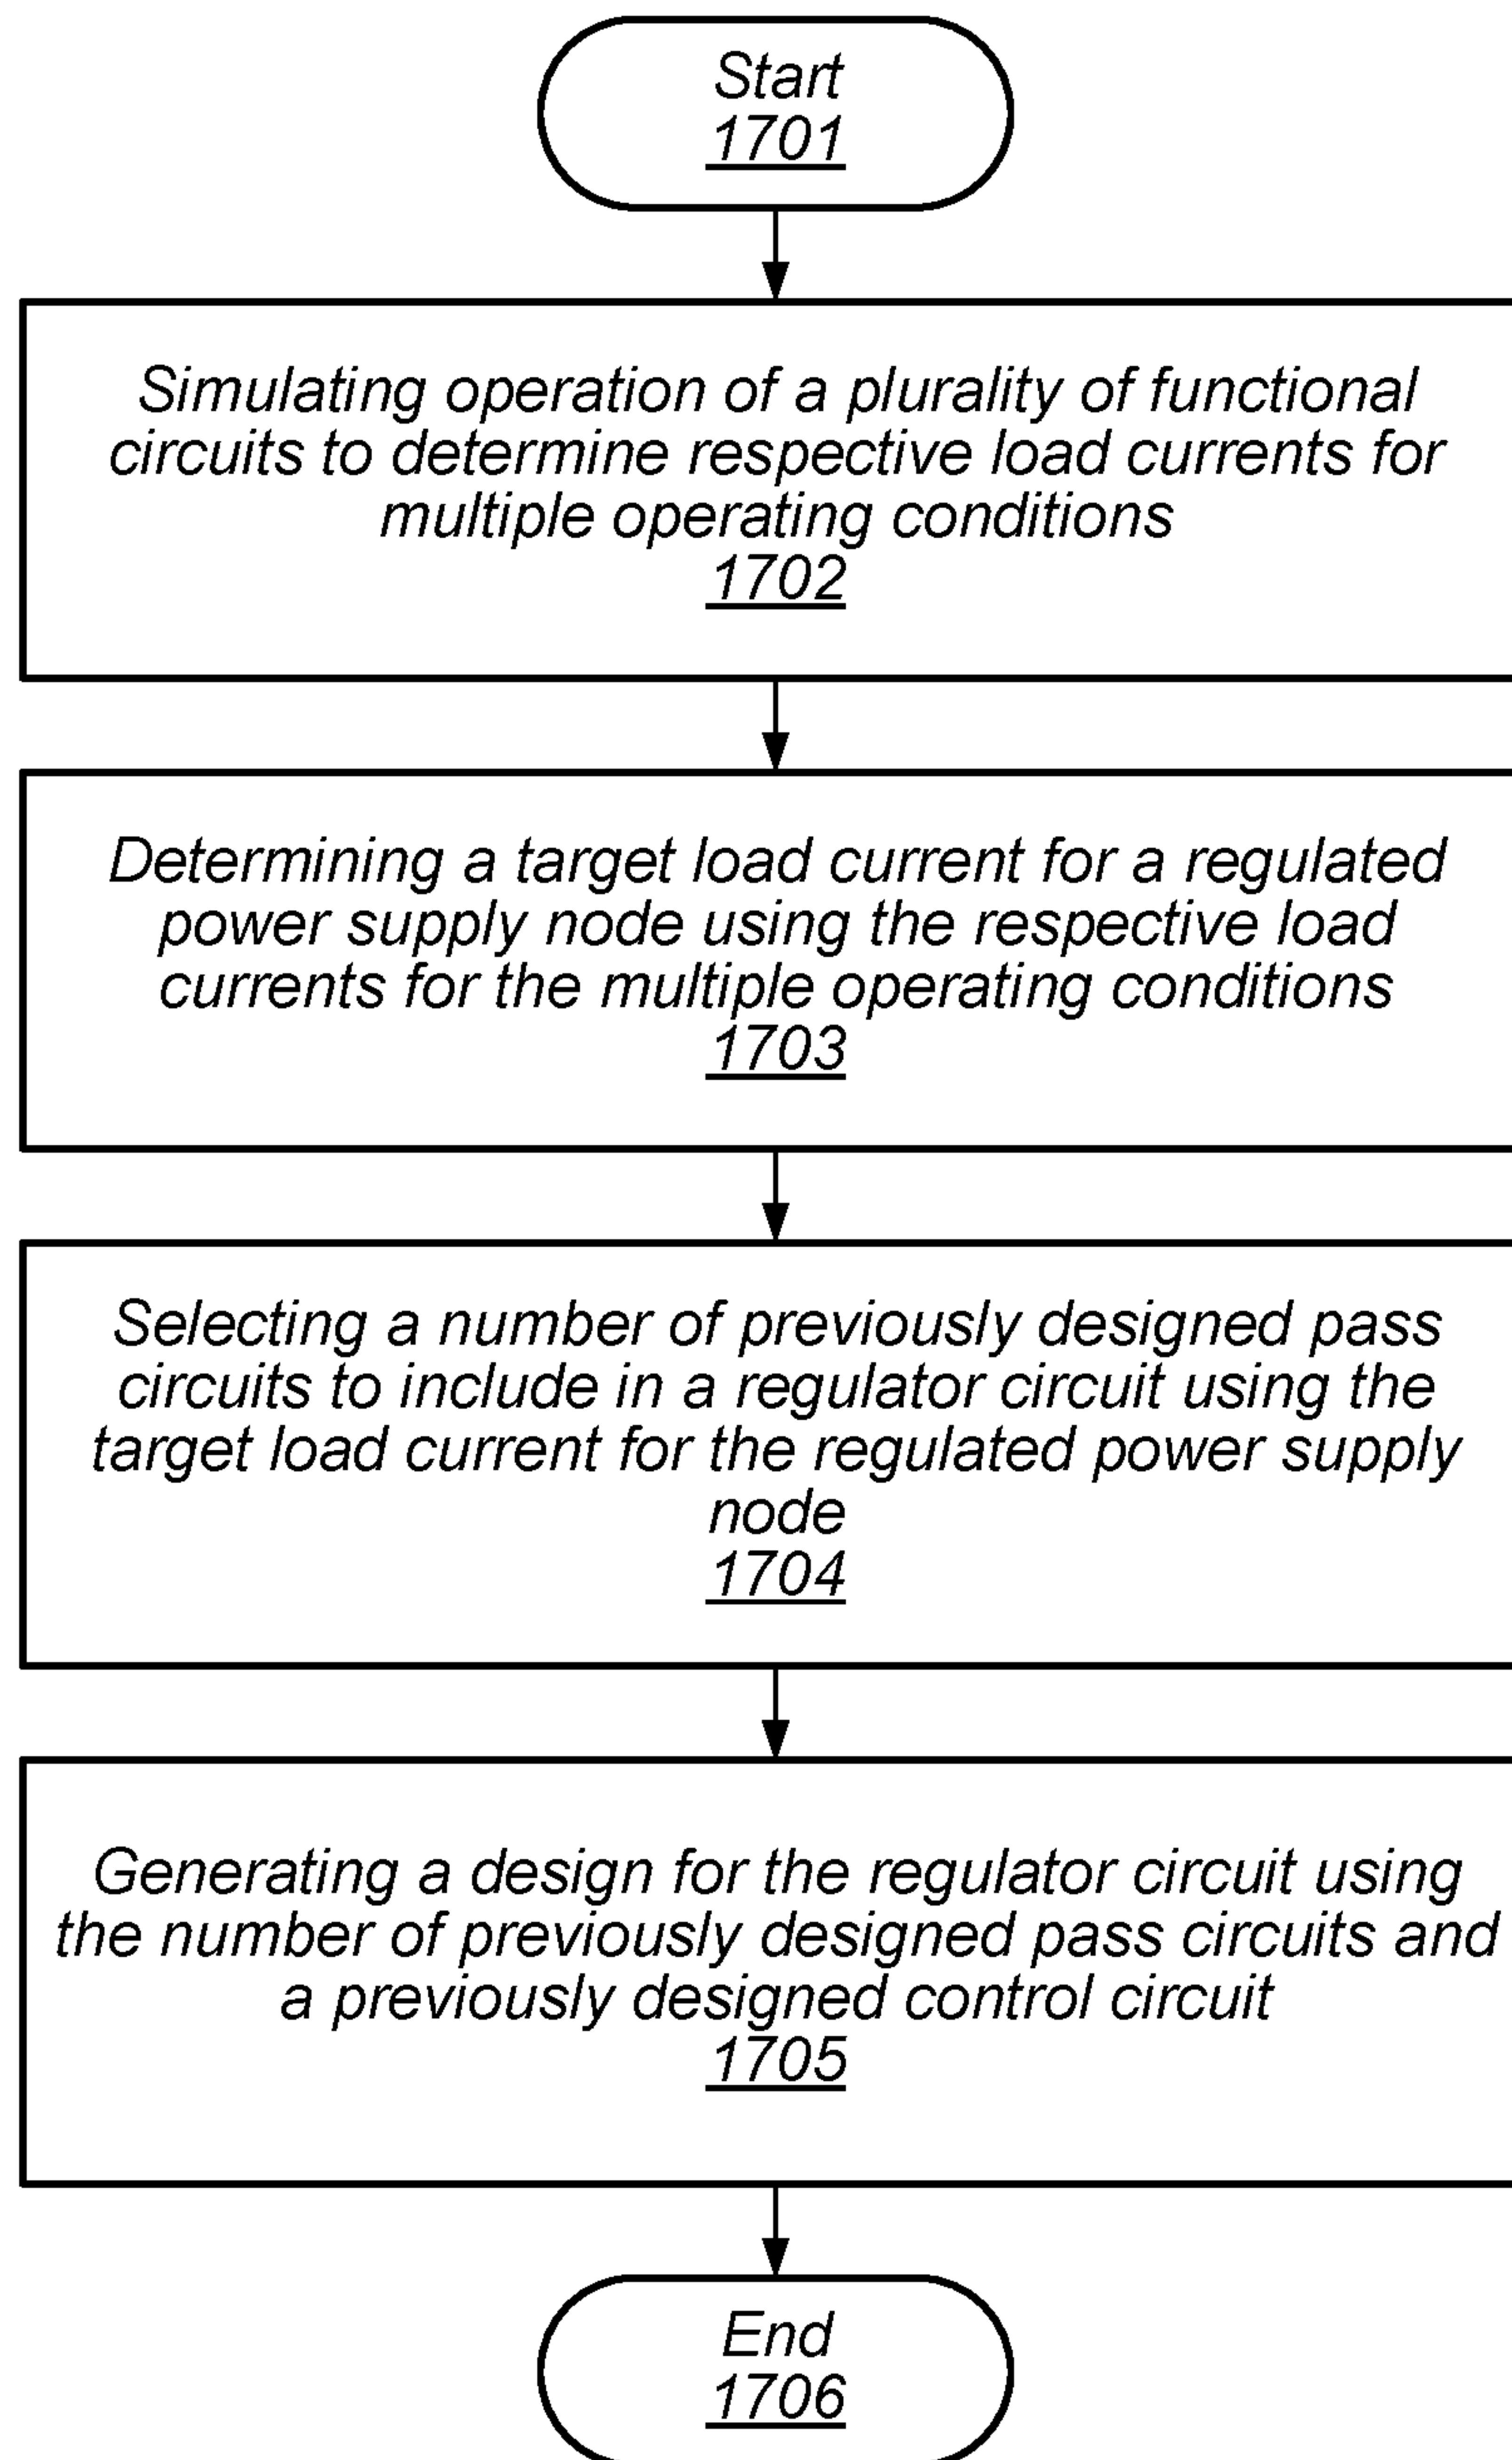 Start
1701
Simulating operation of a plurality of functional
circuits to determine respective load currents for
multiple operating conditions
1702
Determining a target load current for a regulated
power supply node using the respective load
currents for the multiple operating conditions
1703
Selecting a number of previously designed pass
circuits to include in a regulator circuit using the
target load current for the regulated power supply
node
1704
Generating a design for the regulator circuit using
the number of previously designed pass circuits and
a previously designed control circuit
1705
End
1706